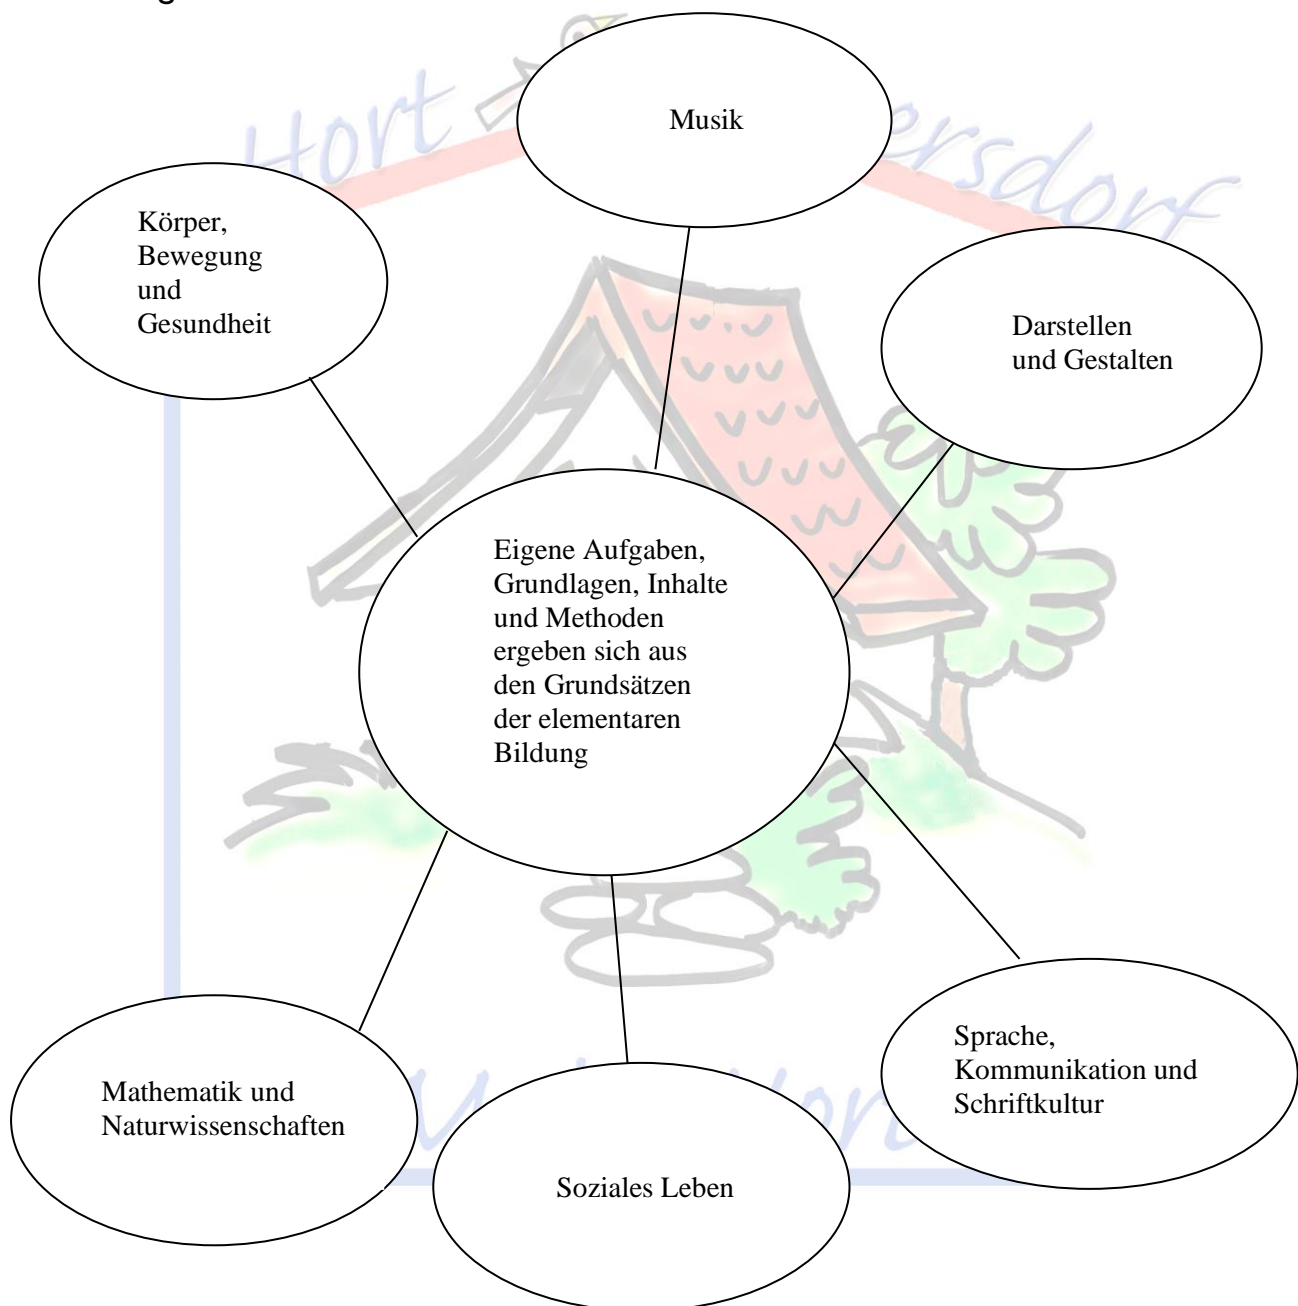 Musik
Körper,
Bewegung
und
Gesundheit
Darstellen
und Gestalten
Eigene Aufgaben,
Grundlagen, Inhalte
und Methoden
ergeben sich aus
den Grundsätzen
der elementaren
Bildung
Sprache,
Kommunikation und
Schriftkultur
Mathematik und
Naturwissenschaften
Soziales Leben
Hort